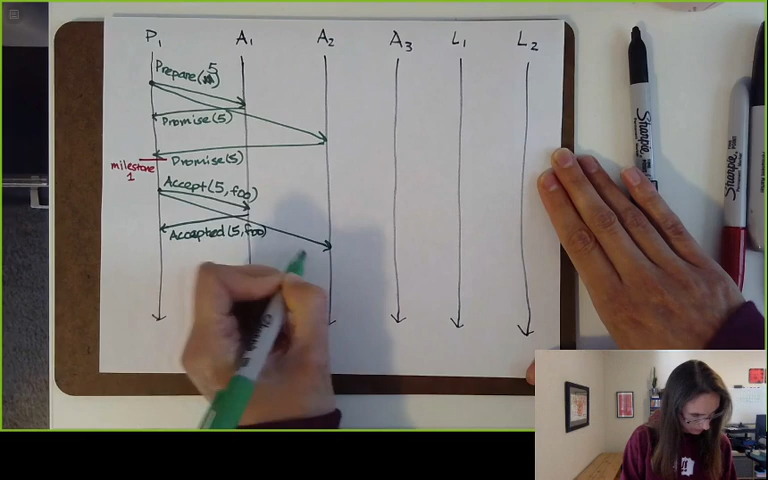 P1 A1 A2 A3 L1 L2
Prepare(5)
Promise(5)
Promise(5)
milestone
1
Accept(5, foo)
Accepted(5, foo)
Sharpie
Sharpie